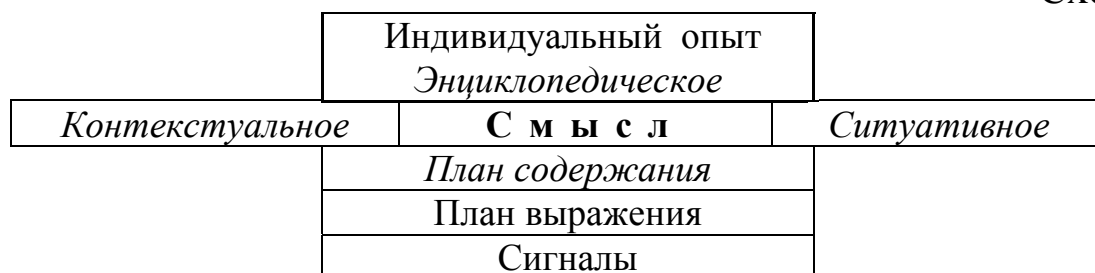 Индивидуальный опыт
Энциклопедическое
Контекстуальное С м ы с л Ситуативное
План содержания
План выражения
Сигналы